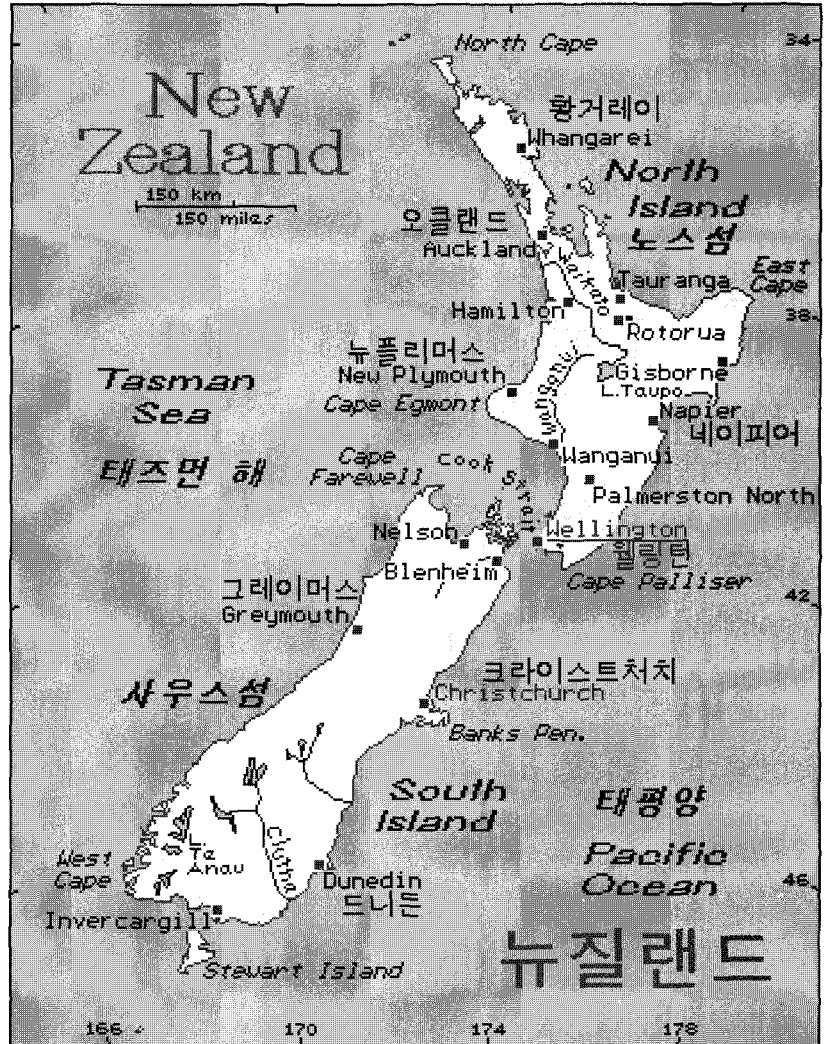 North Cape
34
New
Zealand
150 km
150 miles
황거레이
Whangarei
North
Island
노스섬
오클랜드
Auckland
Waikato
Tauranga
East
Cape
Hamilton
38
Rotorua
뉴플리머스
New Plymouth
Wanganui
Gisborne
L.Taupo
Tasman
Sea
Cape Egmont
Napier
네이피어
태즈먼 해
Cape
Farewell
Cook Strait
Wanganui
Palmerston North
Nelson
Wellington
웰링턴
Blenheim
Cape Palliser
그레이머스
Greymouth
42
크라이스트처치
Christchurch
사우스섬
Banks Pen.
South
Island
태평양
Pacific
Ocean
West
Cape
Te
Anau
Clutha
Dunedin
드니든
46
Invercargill
Stewart Island
뉴질랜드
166
170
174
178